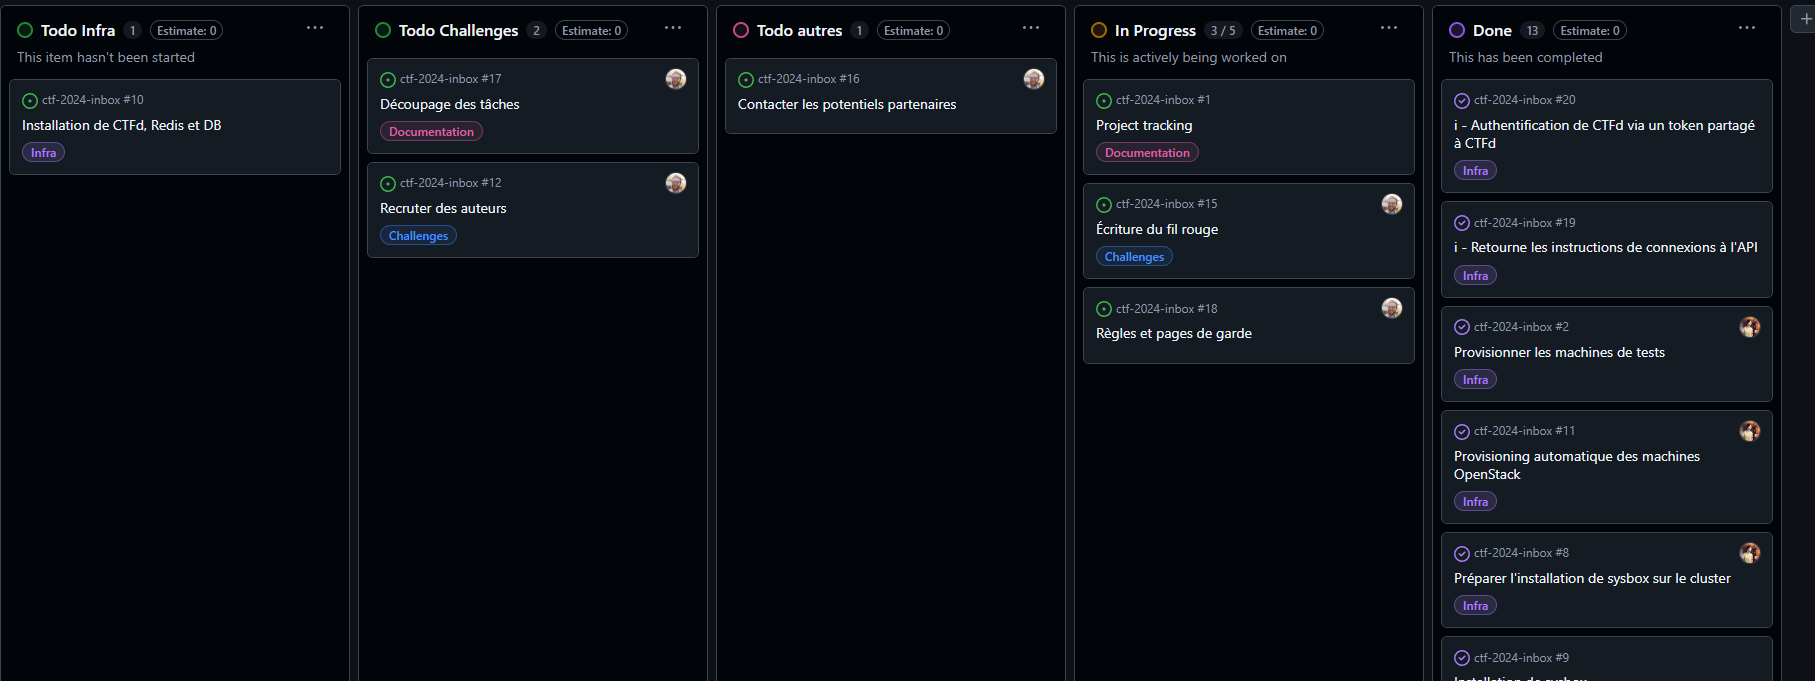 Todo Infra 1 Estimate: 0
This item hasn't been started
ctf-2024-inbox #10
Installation de CTFd, Redis et DB
Infra
Todo Challenges 2 Estimate: 0
ctf-2024-inbox #17
Découpage des tâches
Documentation
ctf-2024-inbox #12
Recruter des auteurs
Challenges
Todo autres 1 Estimate: 0
ctf-2024-inbox #16
Contacter les potentiels partenaires
In Progress 3 / 5 Estimate: 0
This is actively being worked on
ctf-2024-inbox #1
Project tracking
Documentation
ctf-2024-inbox #15
Écriture du fil rouge
Challenges
ctf-2024-inbox #18
Règles et pages de garde
Done 13 Estimate: 0
This has been completed
ctf-2024-inbox #20
i - Authentification de CTFd via un token partagé
à CTFd
Infra
ctf-2024-inbox #19
i - Retourne les instructions de connexions à l'API
Infra
ctf-2024-inbox #2
Provisionner les machines de tests
Infra
ctf-2024-inbox #11
Provisioning automatique des machines
OpenStack
Infra
ctf-2024-inbox #8
Préparer l'installation de sysbox sur le cluster
Infra
ctf-2024-inbox #9
Installation de sysbox